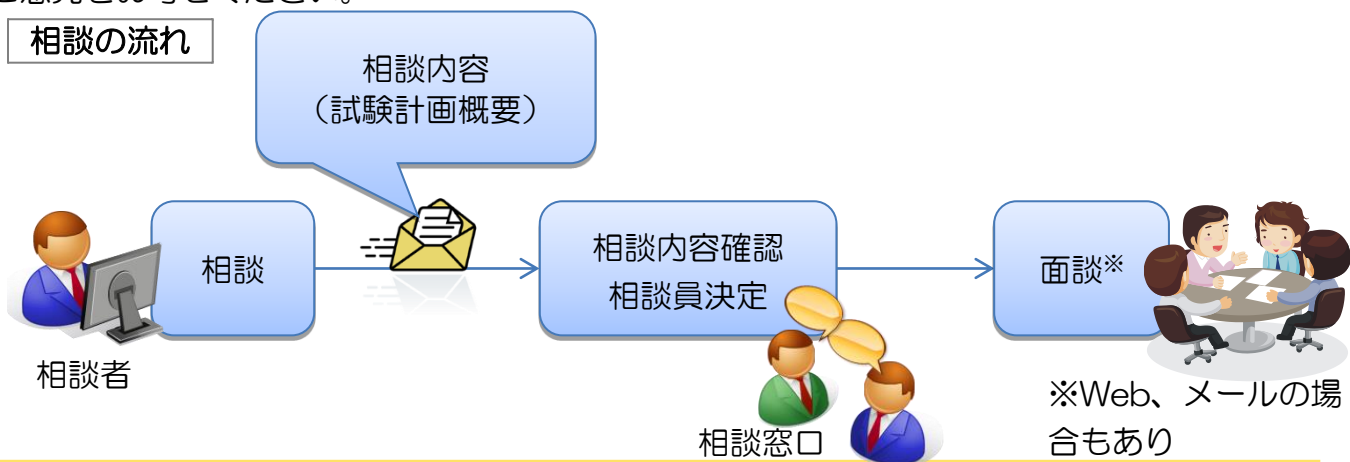 相談の流れ
相談内容
（試験計画概要）
相談
相談内容確認
相談員決定
面談※
相談者
相談窓口
※Web、メールの場
合もあり